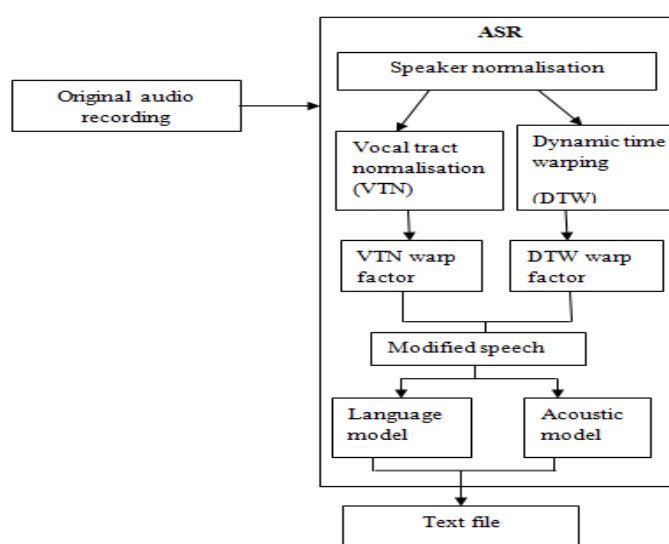 ASR
Speaker normalisation
Original audio
recording
Vocal tract
normalisation
(VTN)
Dynamic time
warping
(DTW)
VTN warp
factor
DTW warp
factor
Modified speech
Language
model
Acoustic
model
Text file